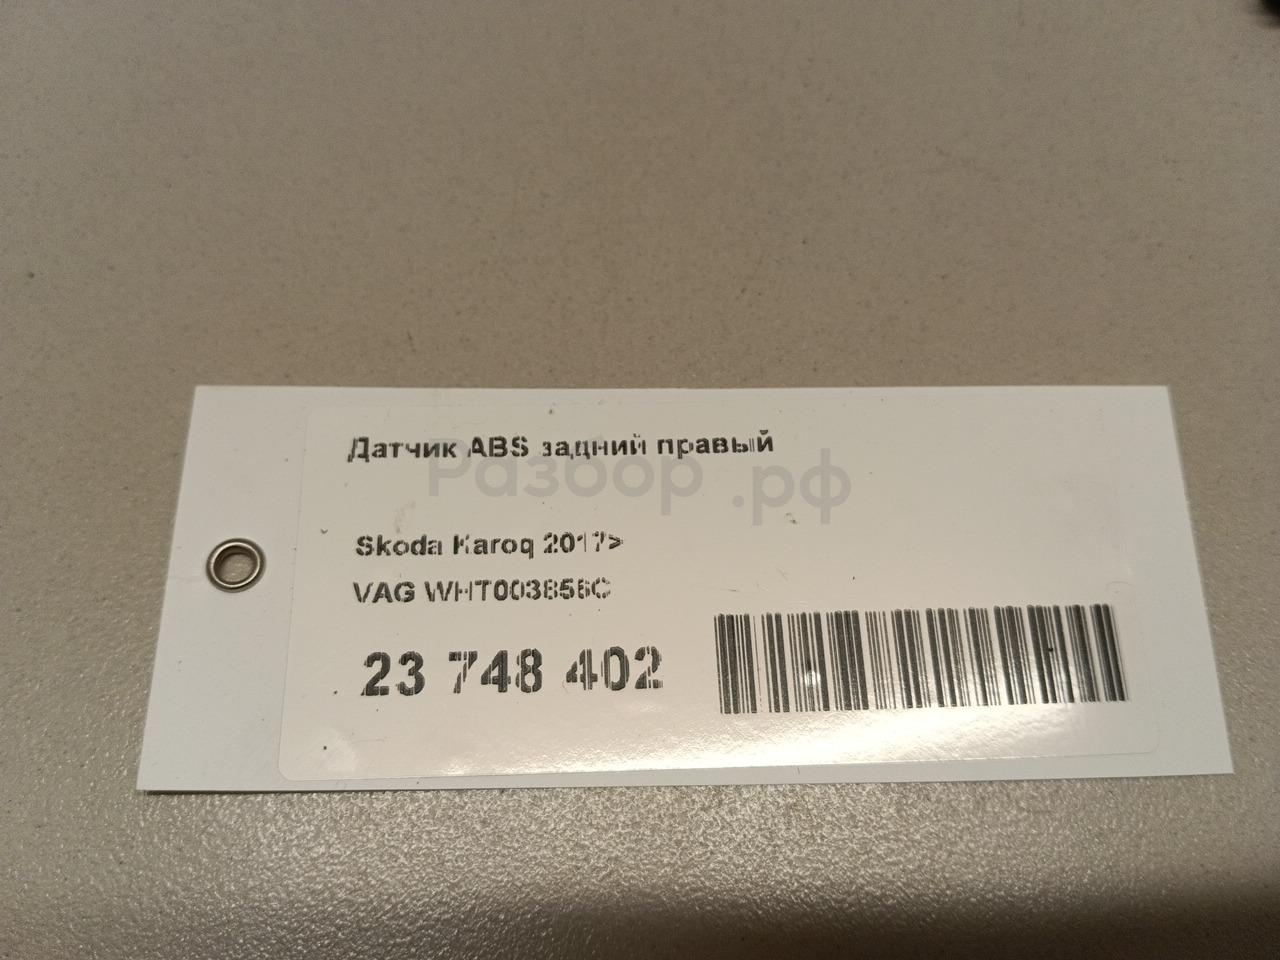 Датчик ABS задний правый
Разбор.рф
Skoda Karoq 2017>
VAG WHT003856C
23 748 402